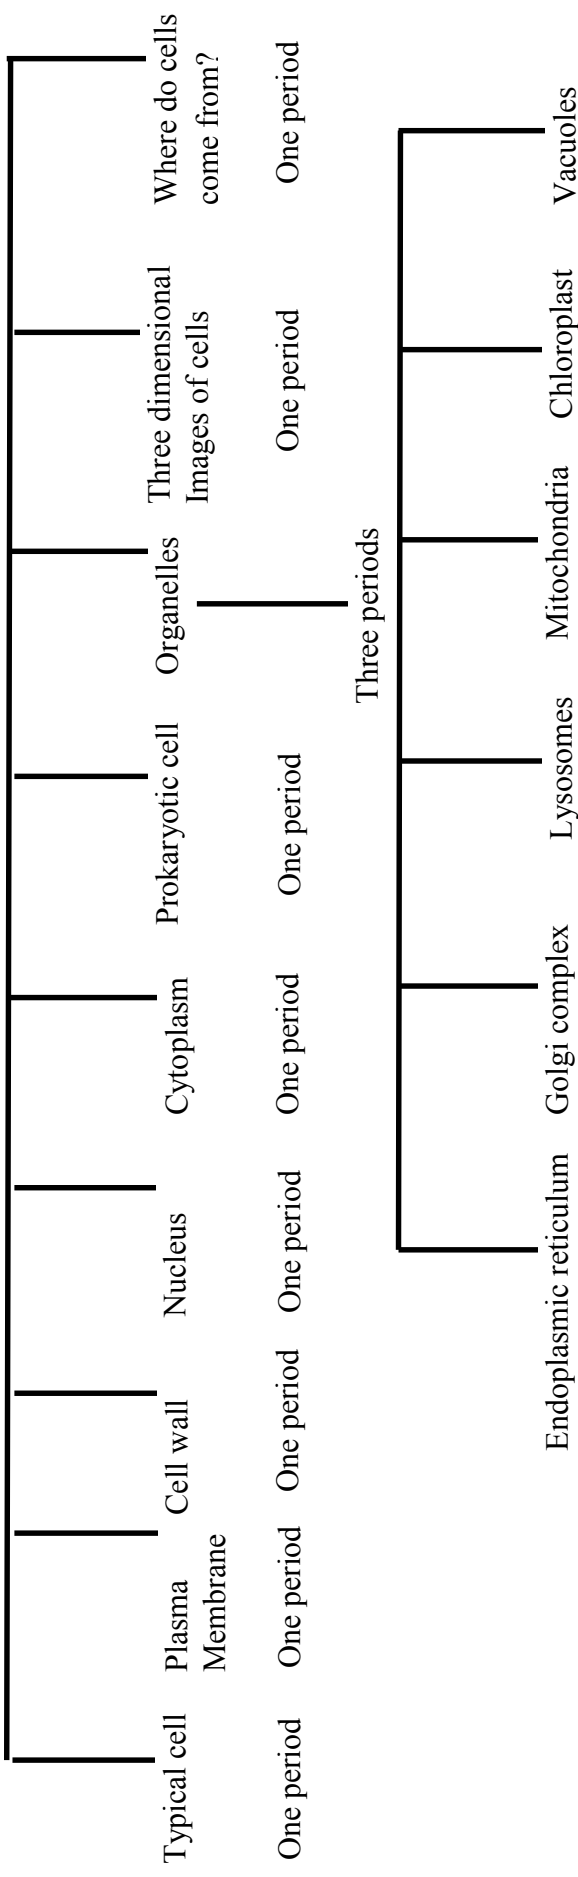 Typical cell
Plasma
Membrane
Cell wall
Nucleus
Cytoplasm
Prokaryotic cell
Organelles
Three dimensional
Images of cells
Where do cells
come from?
One period
One period
One period
One period
One period
One period
One period
One period
Three periods
Endoplasmic reticulum
Golgi complex
Lysosomes
Mitochondria
Chloroplast
Vacuoles